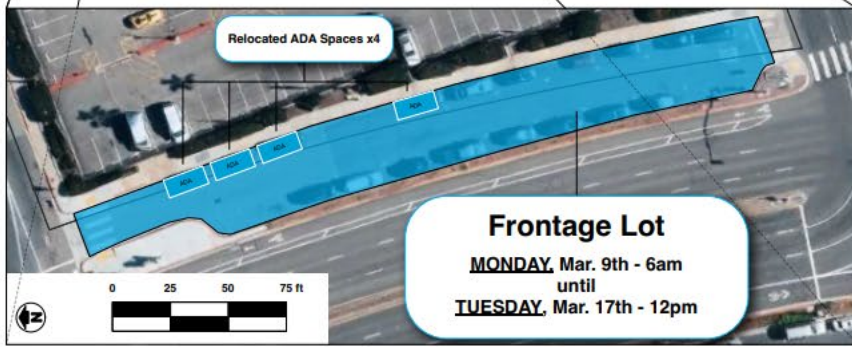 Relocated ADA Spaces x4
ADA
ADA
ADA
ADA
Frontage Lot
MONDAY, Mar. 9th - 6am
until
TUESDAY, Mar. 17th - 12pm
0 25 50 75 ft
N